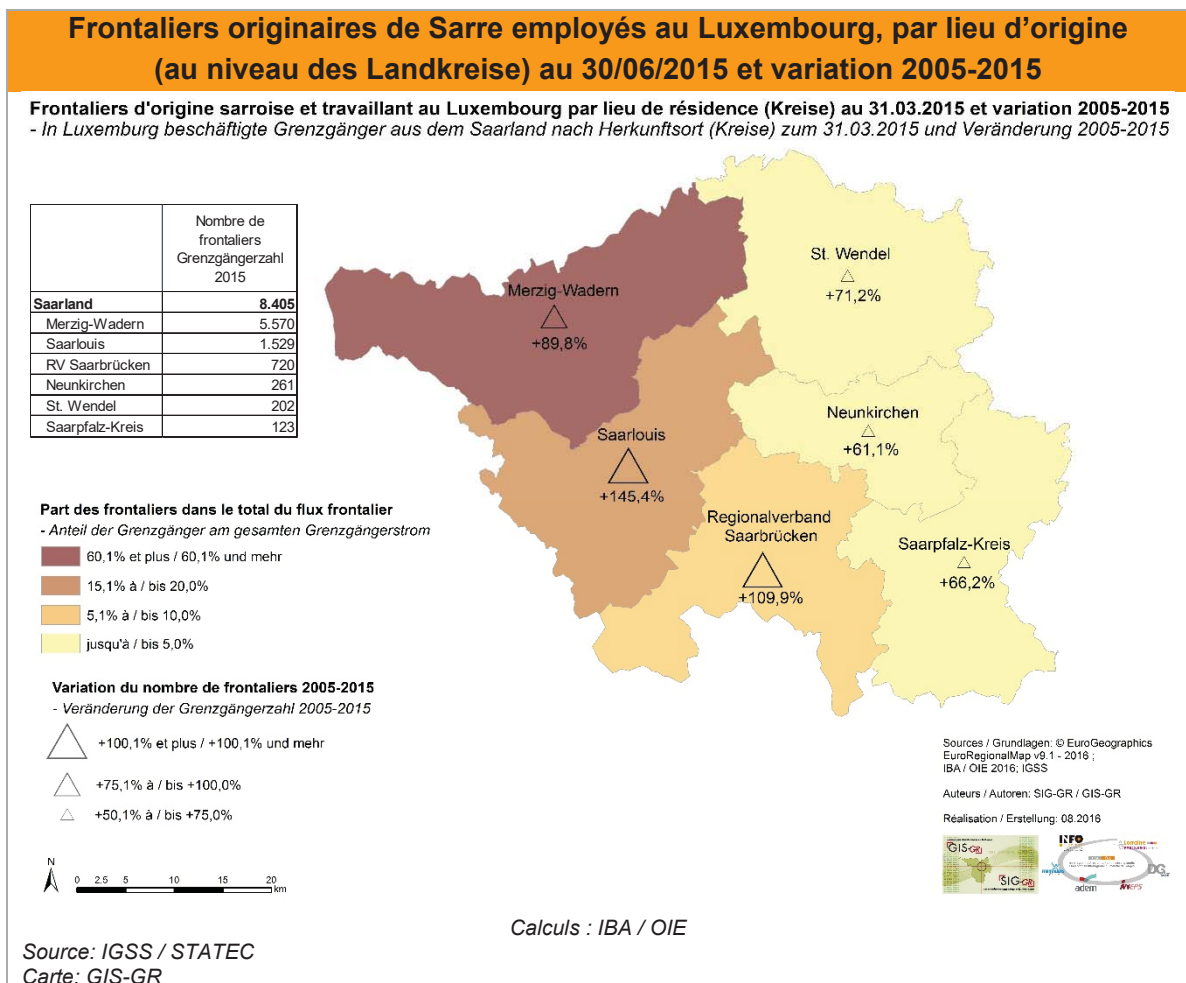 Frontaliers originaires de Sarre employés au Luxembourg, par lieu d'origine
(au niveau des Landkreise) au 30/06/2015 et variation 2005-2015
Frontaliers d'origine sarroise et travaillant au Luxembourg par lieu de résidence (Kreise) au 31.03.2015 et variation 2005-2015
- In Luxemburg beschäftigte Grenzgänger aus dem Saarland nach Herkunftsort (Kreise) zum 31.03.2015 und Veränderung 2005-2015
Nombre de
frontaliers
Grenzgängerzahl
2015
Saarland 8.405
Merzig-Wadern 5.570
Saarlouis 1.529
RV Saarbrücken 720
Neunkirchen 261
St. Wendel 202
Saarpfalz-Kreis 123
St. Wendel
+71,2%
Merzig-Wadern
+89,8%
Neunkirchen
+61,1%
Saarlouis
+145,4%
Regionalverband
Saarbrücken
+109,9%
Saarpfalz-Kreis
+66,2%
Part des frontaliers dans le total du flux frontalier
- Anteil der Grenzgänger am gesamten Grenzgängerstrom
60,1% et plus / 60,1% und mehr
15,1% à / bis 20,0%
5,1% à / bis 10,0%
jusqu'à / bis 5,0%
Variation du nombre de frontaliers 2005-2015
- Veränderung der Grenzgängerzahl 2005-2015
+100,1% et plus / +100,1% und mehr
+75,1% à / bis +100,0%
+50,1% à / bis +75,0%
N
0 2.5 5 10 15 20
km
Sources / Grundlagen: © EuroGeographics
EuroRegionalMap v9.1 - 2016 ;
IBA / OIE 2016; IGSS
Auteurs / Autoren: SIG-GR / GIS-GR
Réalisation / Erstellung: 08.2016
GIS-GR
SIG-GR
INFO
Lorraine
DG
adem
Calculs : IBA / OIE
Source: IGSS / STATEC
Carte: GIS-GR